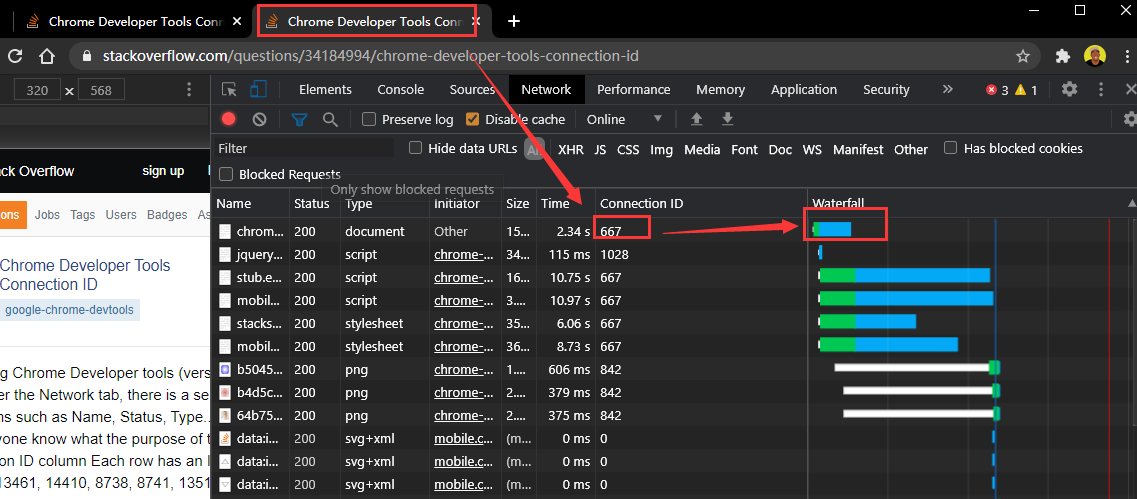 Chrome Developer Tools Con
Chrome Developer Tools Conn
stackoverflow.com/questions/34184994/chrome-developer-tools-connection-id
320 x 568
Elements Console Sources Network Performance Memory Application Security » 3 1
Preserve log Disable cache Online
Filter Hide data URLs All XHR JS CSS Img Media Font Doc WS Manifest Other Has blocked cookies
Blocked Requests
Only show blocked requests
Name Status Type Initiator Size Time Connection ID Waterfall
chrom... 200 document Other 15... 2.34 s 667
jquery... 200 script chrome-... 34... 115 ms 1028
stub.e... 200 script chrome-... 16... 10.75 s 667
mobil... 200 script chrome-... 3.... 10.97 s 667
stacks... 200 stylesheet chrome-... 35... 6.06 s 667
mobil... 200 stylesheet chrome-... 36... 8.73 s 667
b5045... 200 png chrome-... 1.... 606 ms 842
b4d5c... 200 png chrome-... 2.... 379 ms 842
64b75... 200 png chrome-... 2.... 375 ms 842
data:i... 200 svg+xml mobile.c... (m... 0 ms 0
data:i... 200 svg+xml mobile.c... (m... 0 ms 0
data:i... 200 svg+xml mobile.c... (m... 0 ms 0
ck Overflow sign up
ons Jobs Tags Users Badges As
Chrome Developer Tools
Connection ID
google-chrome-devtools
g Chrome Developer tools (vers
er the Network tab, there is a se
ns such as Name, Status, Type...
yone know what the purpose of t
on ID column Each row has an I
13461, 14410, 8738, 8741, 1351